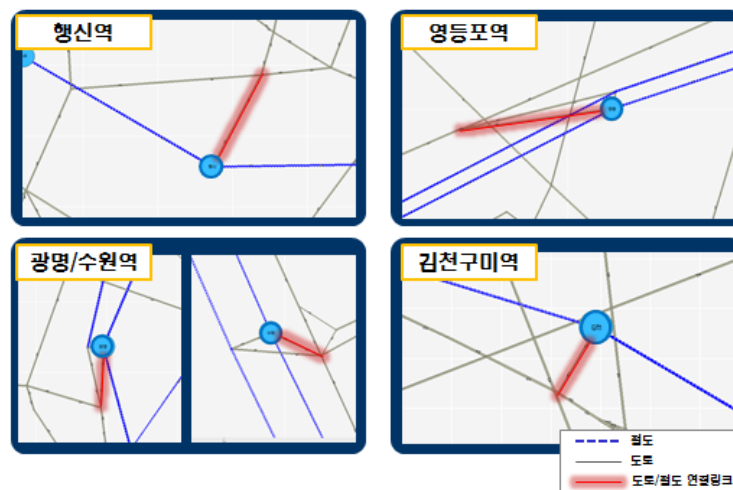 행신역
영등포역
광명/수원역
김천구미역
철도
도로
도로/철도 연결링크